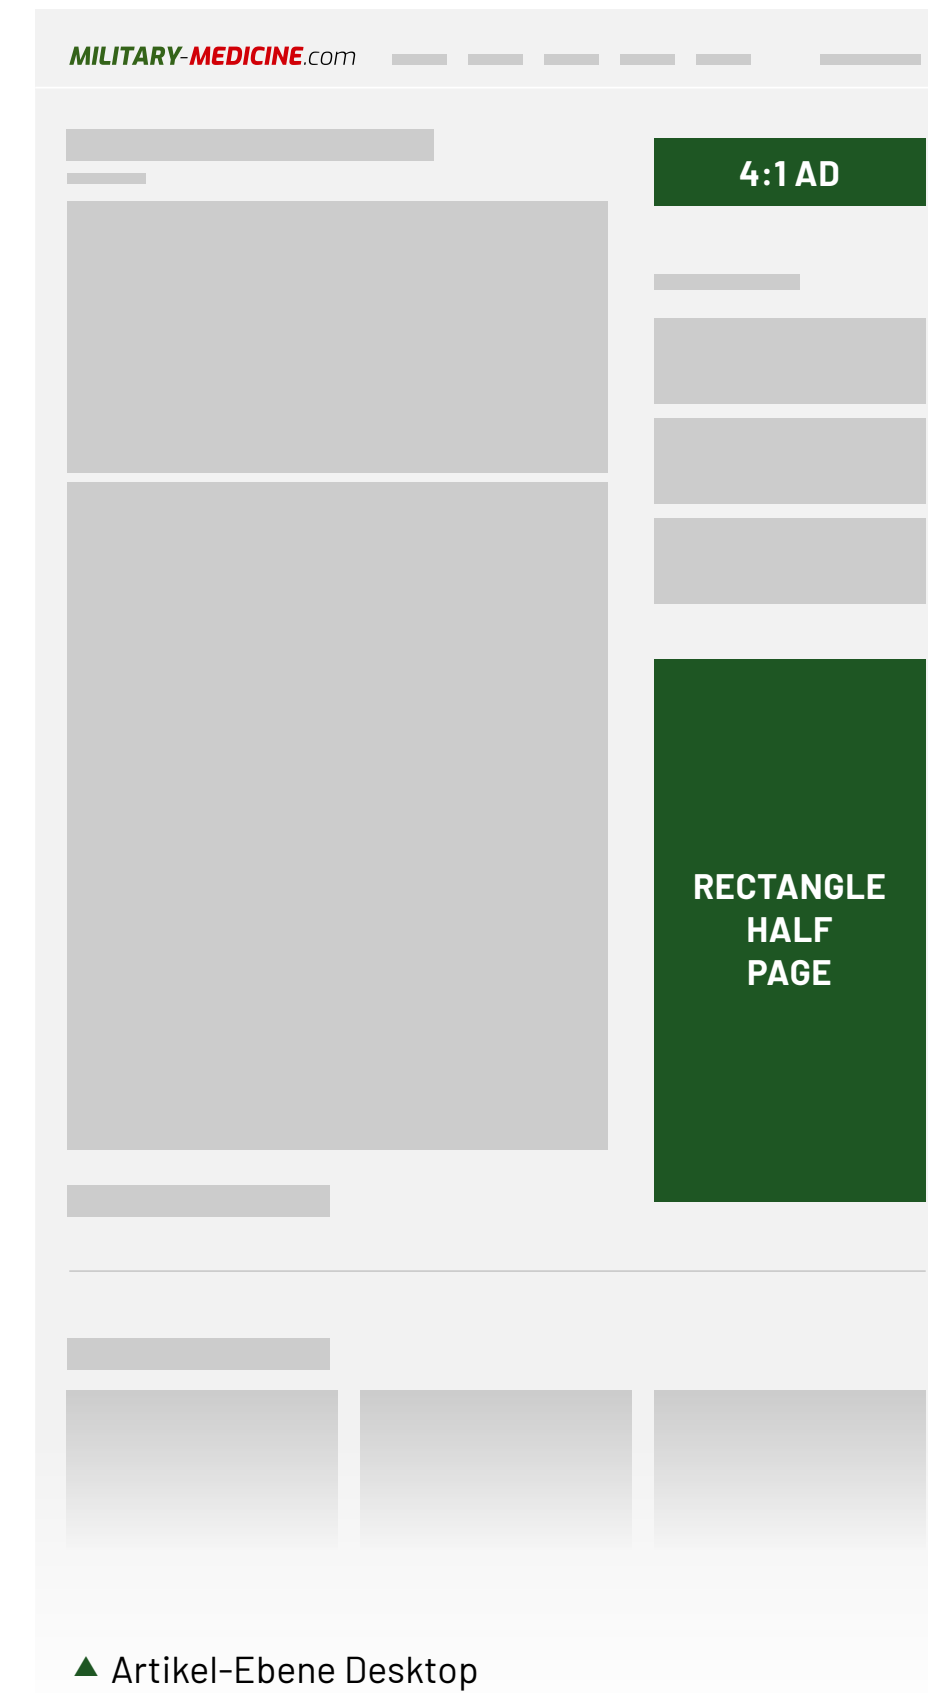 MILITARY-MEDICINE.com
4:1 AD
RECTANGLE
HALF
PAGE
Artikel-Ebene Desktop